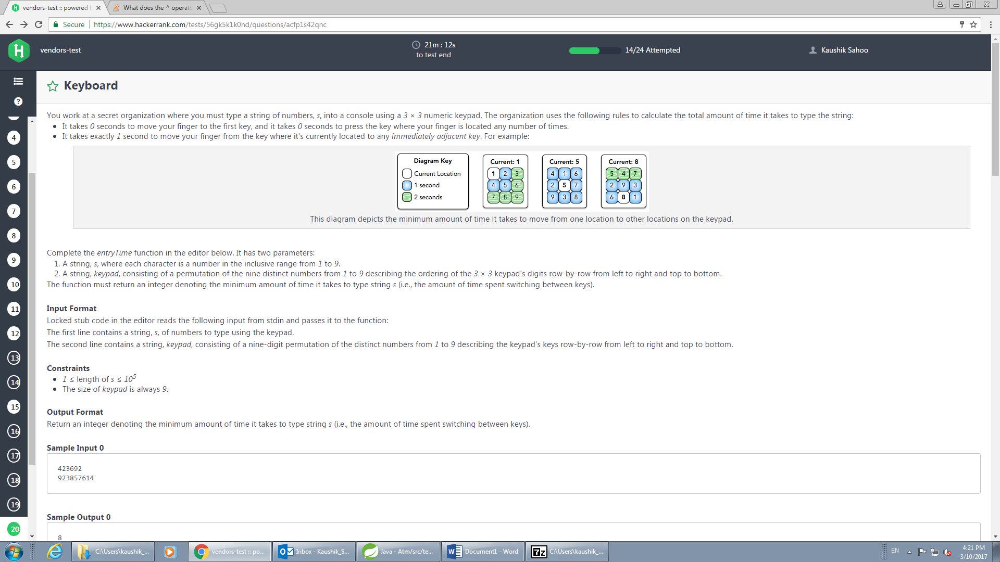 vendors-test :: powered
What does the ^ operato
Secure
https://www.hackerrank.com/tests/56gk5k1k0nd/questions/acfp1s42qnc
H
vendors-test
21m : 12s
to test end
14/24 Attempted
Kaushik Sahoo
?
4
5
6
7
8
9
10
11
12
13
14
15
16
17
18
19
20
Keyboard
You work at a secret organization where you must type a string of numbers, s, into a console using a 3 × 3 numeric keypad. The organization uses the following rules to calculate the total amount of time it takes to type the string:
It takes 0 seconds to move your finger to the first key, and it takes 0 seconds to press the key where your finger is located any number of times.
It takes exactly 1 second to move your finger from the key where it's currently located to any immediately adjacent key. For example:
Diagram Key
Current Location
1 second
2 seconds
Current: 1
1 2 3
4 5 6
7 8 9
Current: 5
4 1 6
2 5 7
9 3 8
Current: 8
5 4 7
2 9 3
6 8 1
This diagram depicts the minimum amount of time it takes to move from one location to other locations on the keypad.
Complete the entryTime function in the editor below. It has two parameters:
1. A string, s, where each character is a number in the inclusive range from 1 to 9.
2. A string, keypad, consisting of a permutation of the nine distinct numbers from 1 to 9 describing the ordering of the 3 × 3 keypad's digits row-by-row from left to right and top to bottom.
The function must return an integer denoting the minimum amount of time it takes to type string s (i.e., the amount of time spent switching between keys).
Input Format
Locked stub code in the editor reads the following input from stdin and passes it to the function:
The first line contains a string, s, of numbers to type using the keypad.
The second line contains a string, keypad, consisting of a nine-digit permutation of the distinct numbers from 1 to 9 describing the keypad's keys row-by-row from left to right and top to bottom.
Constraints
1 ≤ length of s ≤ 10⁵
The size of keypad is always 9.
Output Format
Return an integer denoting the minimum amount of time it takes to type string s (i.e., the amount of time spent switching between keys).
Sample Input 0
423692
923857614
Sample Output 0
8
C:\Users\kaushik_...
vendors-test :: po...
Inbox - Kaushik_S...
Java - Atm/src/te...
Document1 - Word
7z
C:\Users\kaushik_...
EN
4:21 PM
3/10/2017